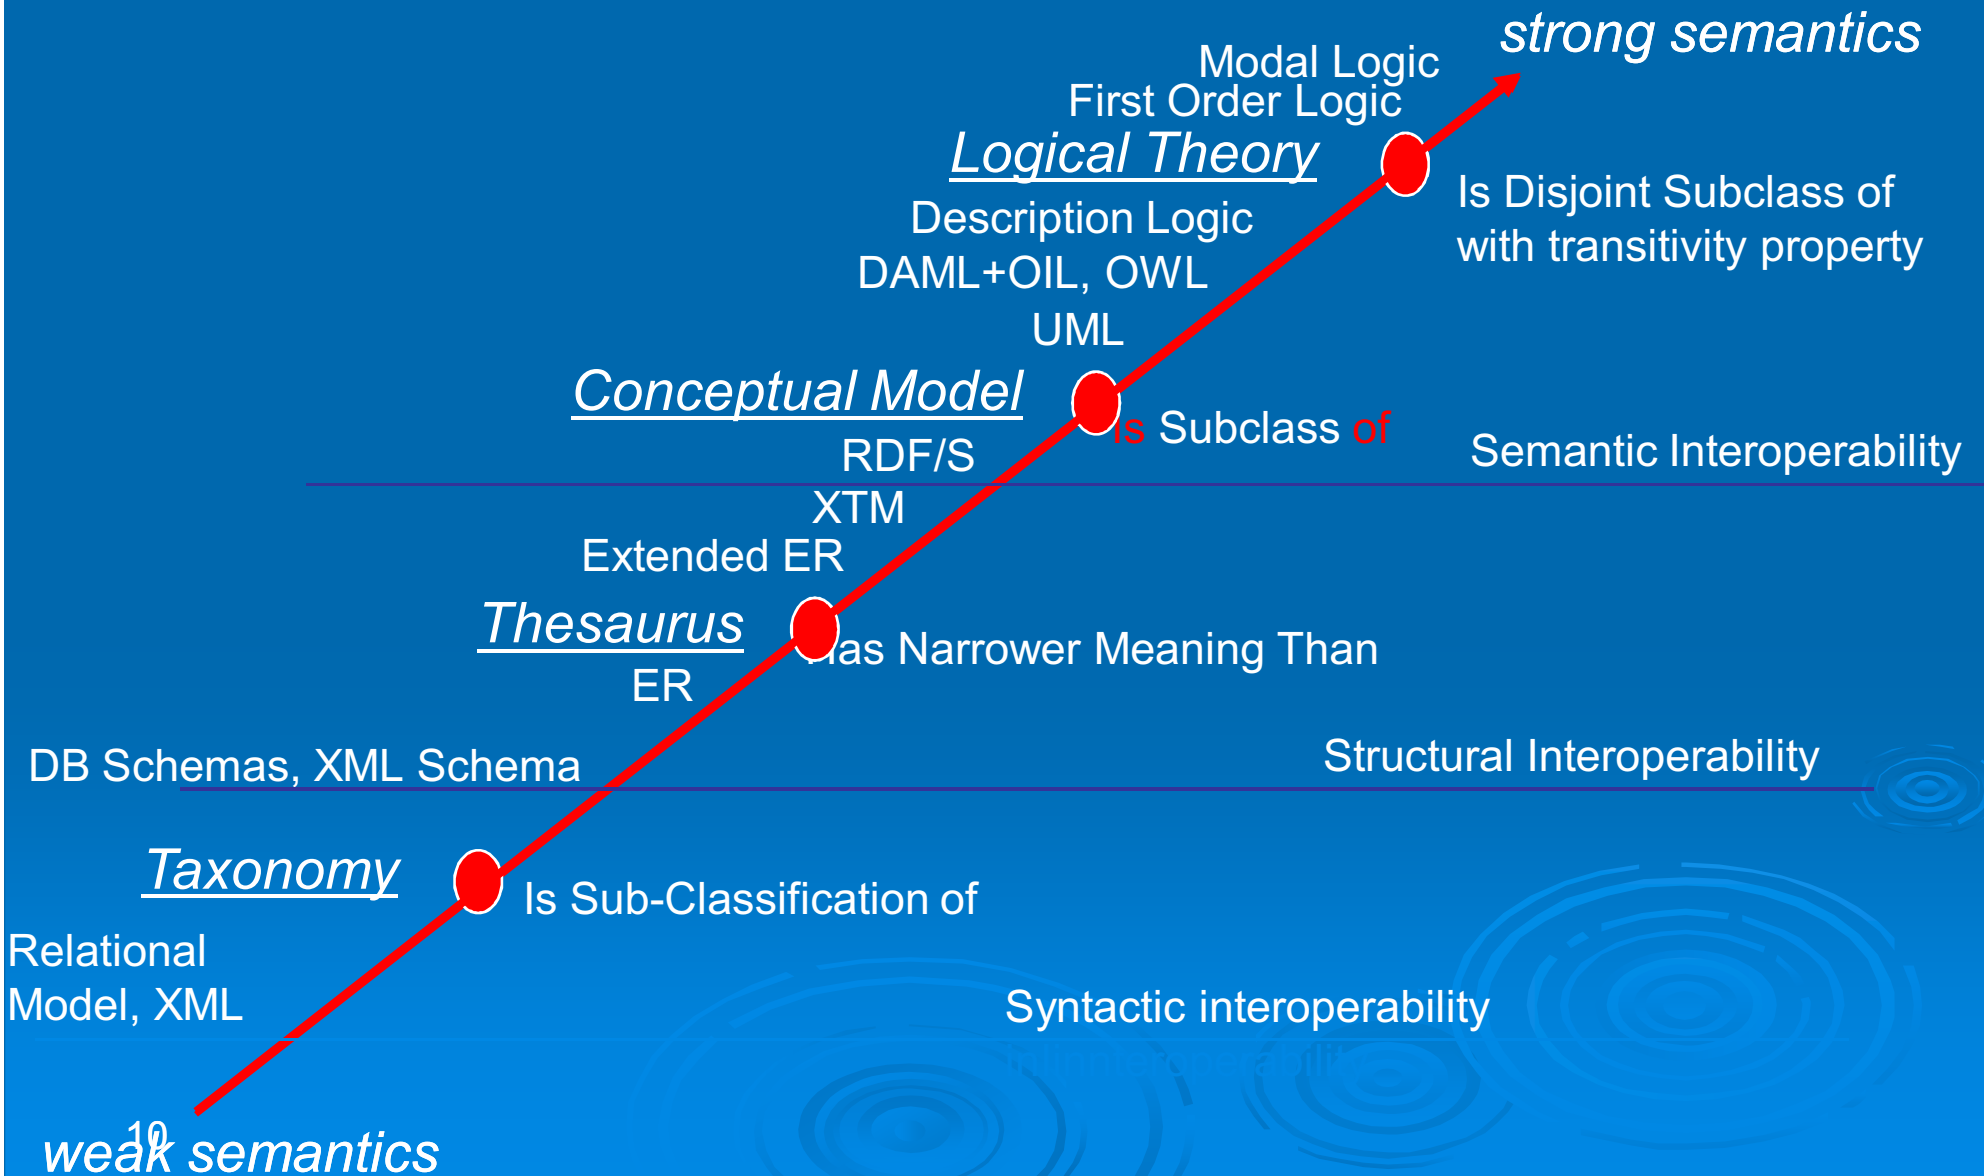 strong semantics
Modal Logic
First Order Logic
Logical Theory
Is Disjoint Subclass of
with transitivity property
Description Logic
DAML+OIL, OWL
UML
Conceptual Model
Is Subclass of
RDF/S
Semantic Interoperability
XTM
Extended ER
Thesaurus
Has Narrower Meaning Than
ER
DB Schemas, XML Schema
Structural Interoperability
Taxonomy
Is Sub-Classification of
Relational
Model, XML
Syntactic interoperability
10
weak semantics